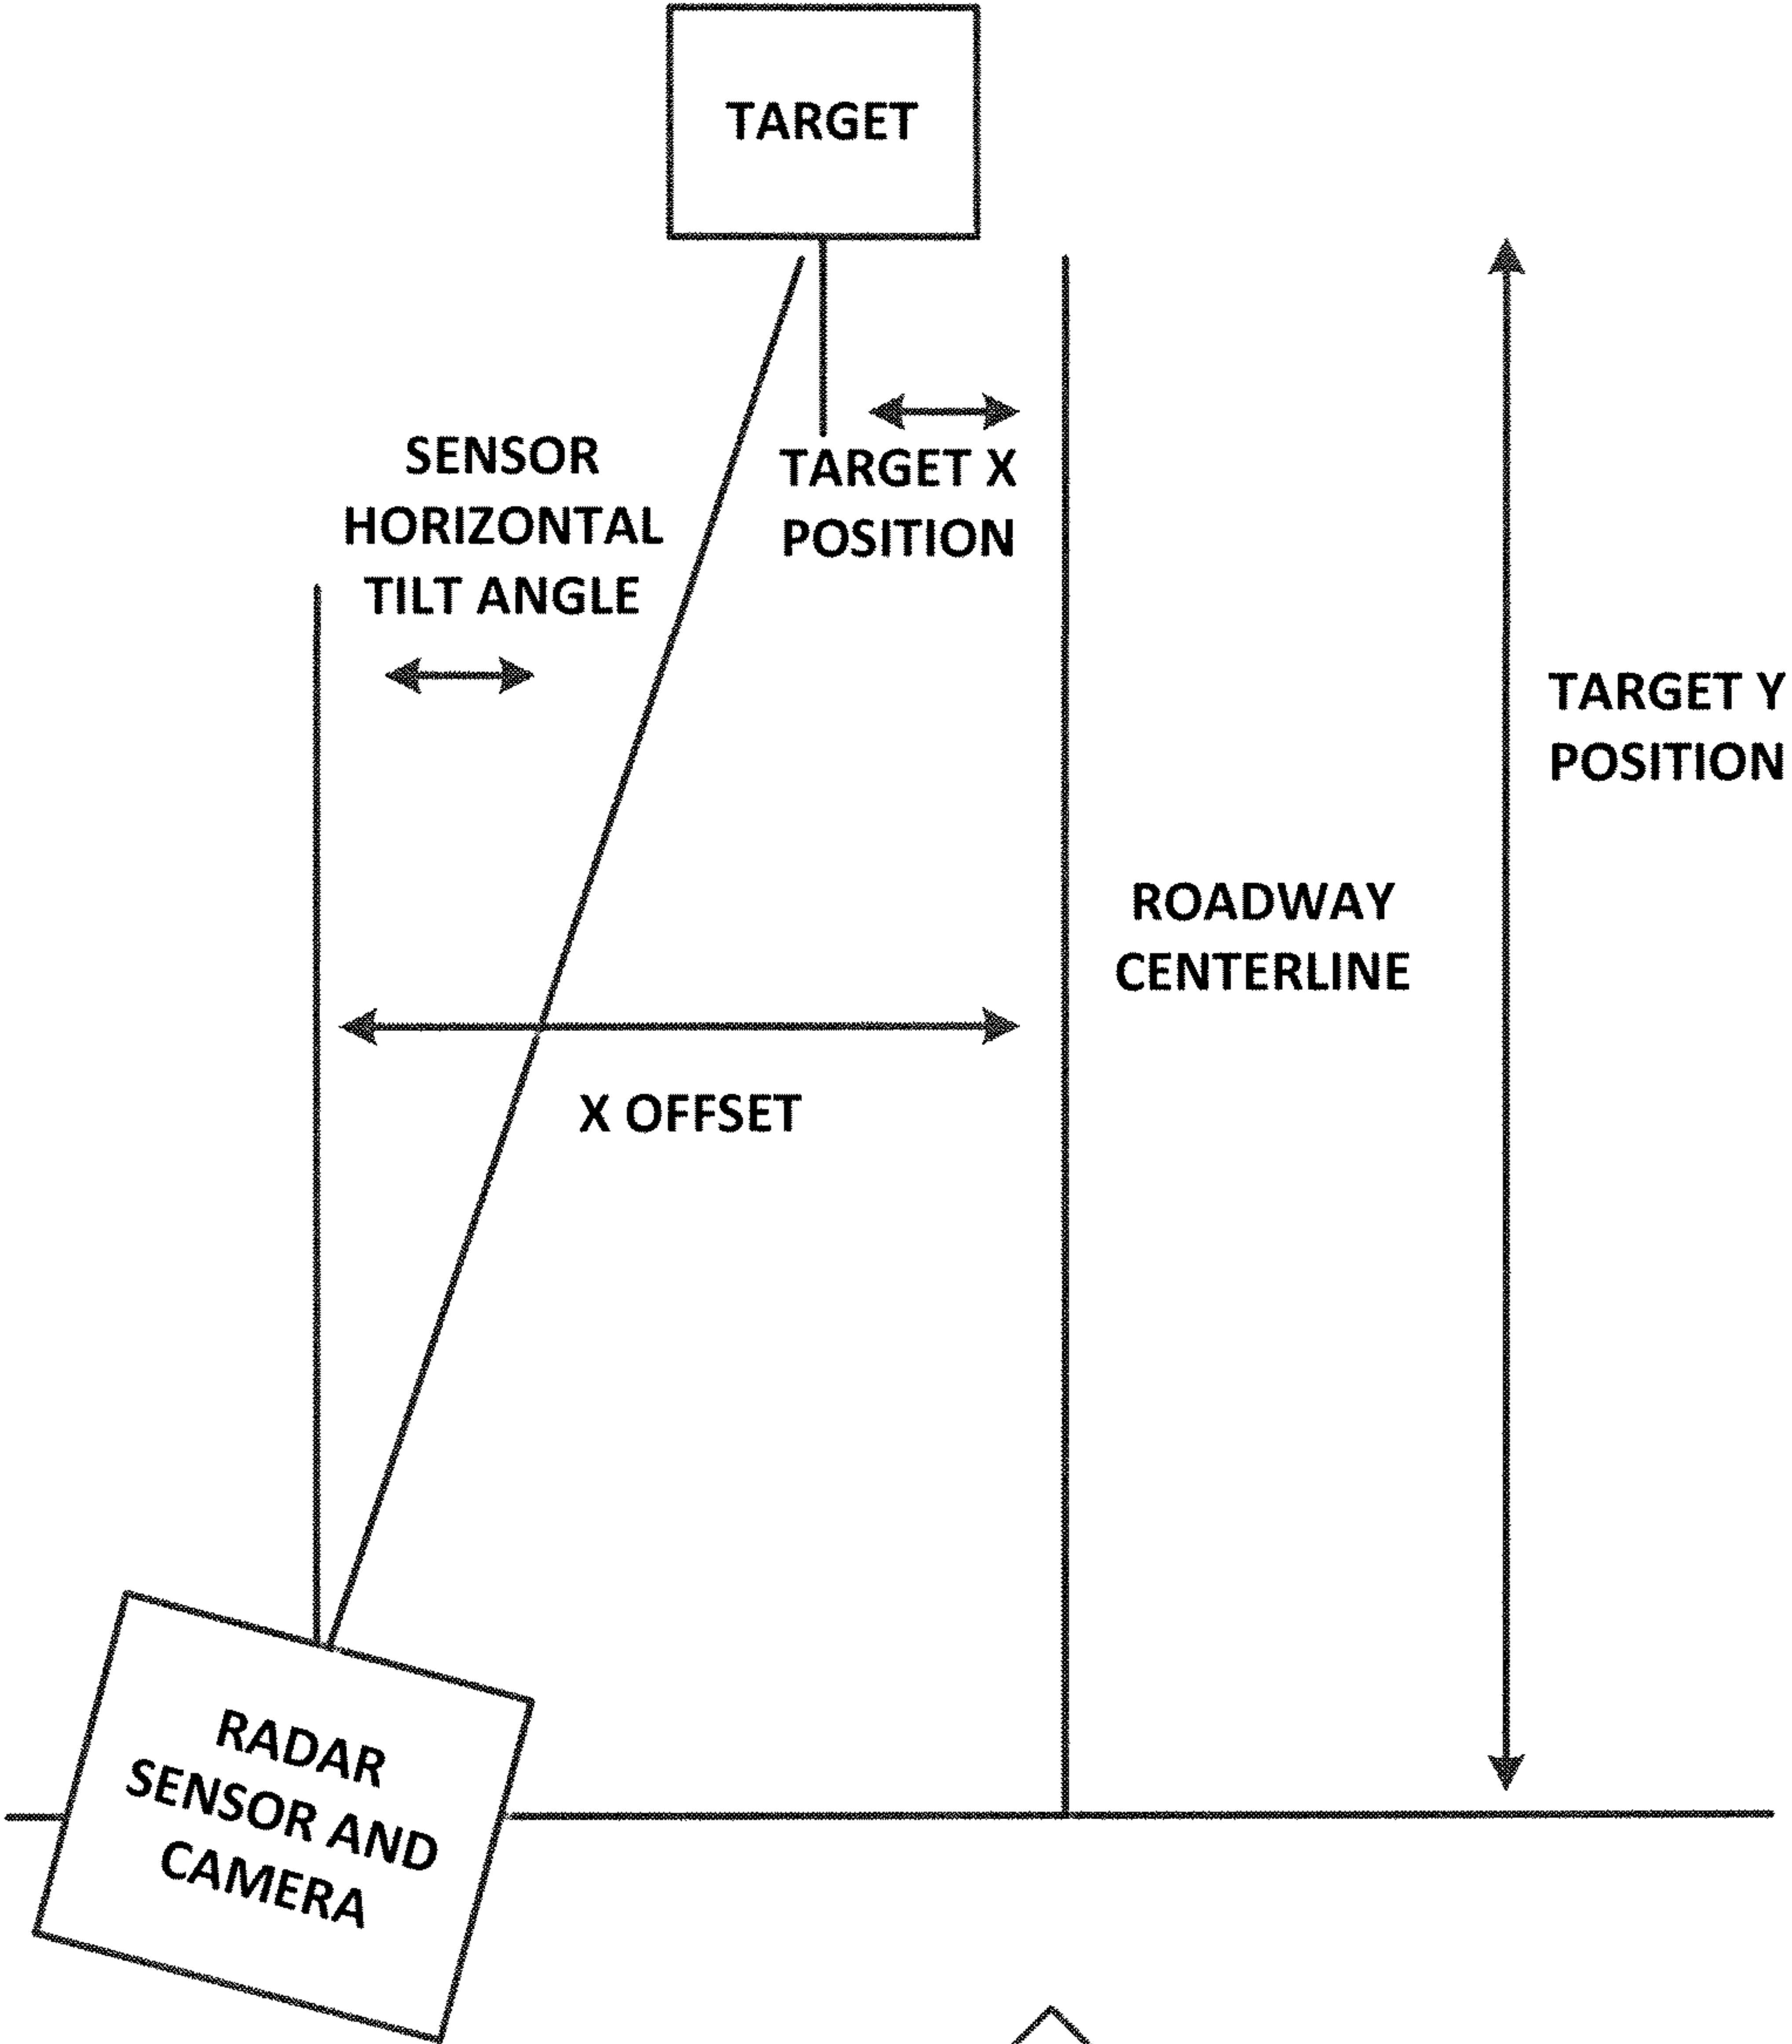 TARGET
SENSOR
HORIZONTAL
TILT ANGLE
TARGET X
POSITION
TARGET Y
POSITION
ROADWAY
CENTERLINE
X OFFSET
RADAR
SENSOR AND
CAMERA